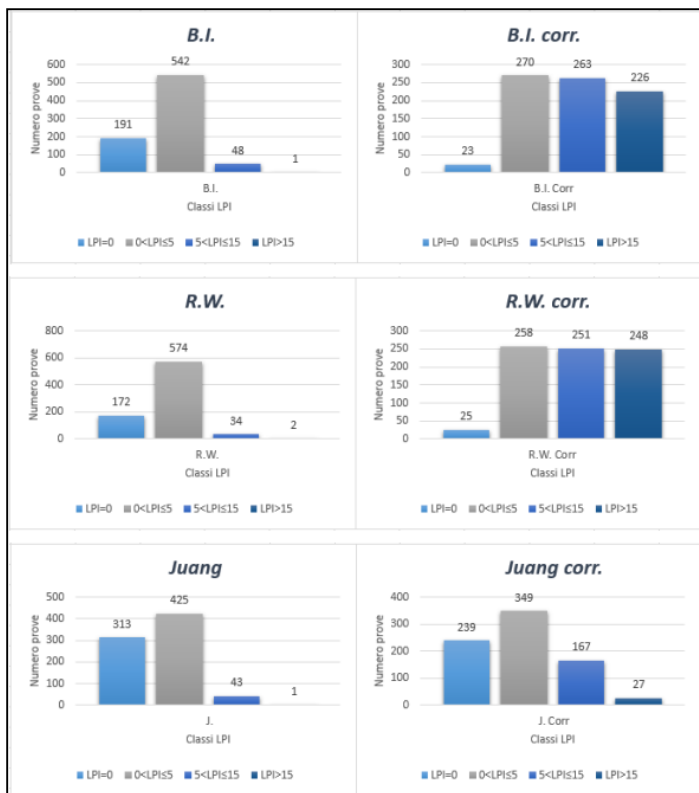 B.I.
600
500
400
300
200
100
0
Numero prove
191
542
48
1
B.I.
Classi LPI
LPI=0 0<LPI≤5 5<LPI≤15 LPI>15
B.I. corr.
300
250
200
150
100
50
0
Numero prove
23
270
263
226
B.I. Corr
Classi LPI
LPI=0 0<LPI≤5 5<LPI≤15 LPI>15
R.W.
800
600
400
200
0
Numero prove
172
574
34
2
R.W.
Classi LPI
LPI=0 0<LPI≤5 5<LPI≤15 LPI>15
R.W. corr.
300
250
200
150
100
50
0
Numero prove
25
258
251
248
R.W. Corr
Classi LPI
LPI=0 0<LPI≤5 5<LPI≤15 LPI>15
Juang
500
400
300
200
100
0
Numero prove
313
425
43
1
J.
Classi LPI
LPI=0 0<LPI≤5 5<LPI≤15 LPI>15
Juang corr.
400
300
200
100
0
Numero prove
239
349
167
27
J. Corr
Classi LPI
LPI=0 0<LPI≤5 5<LPI≤15 LPI>15